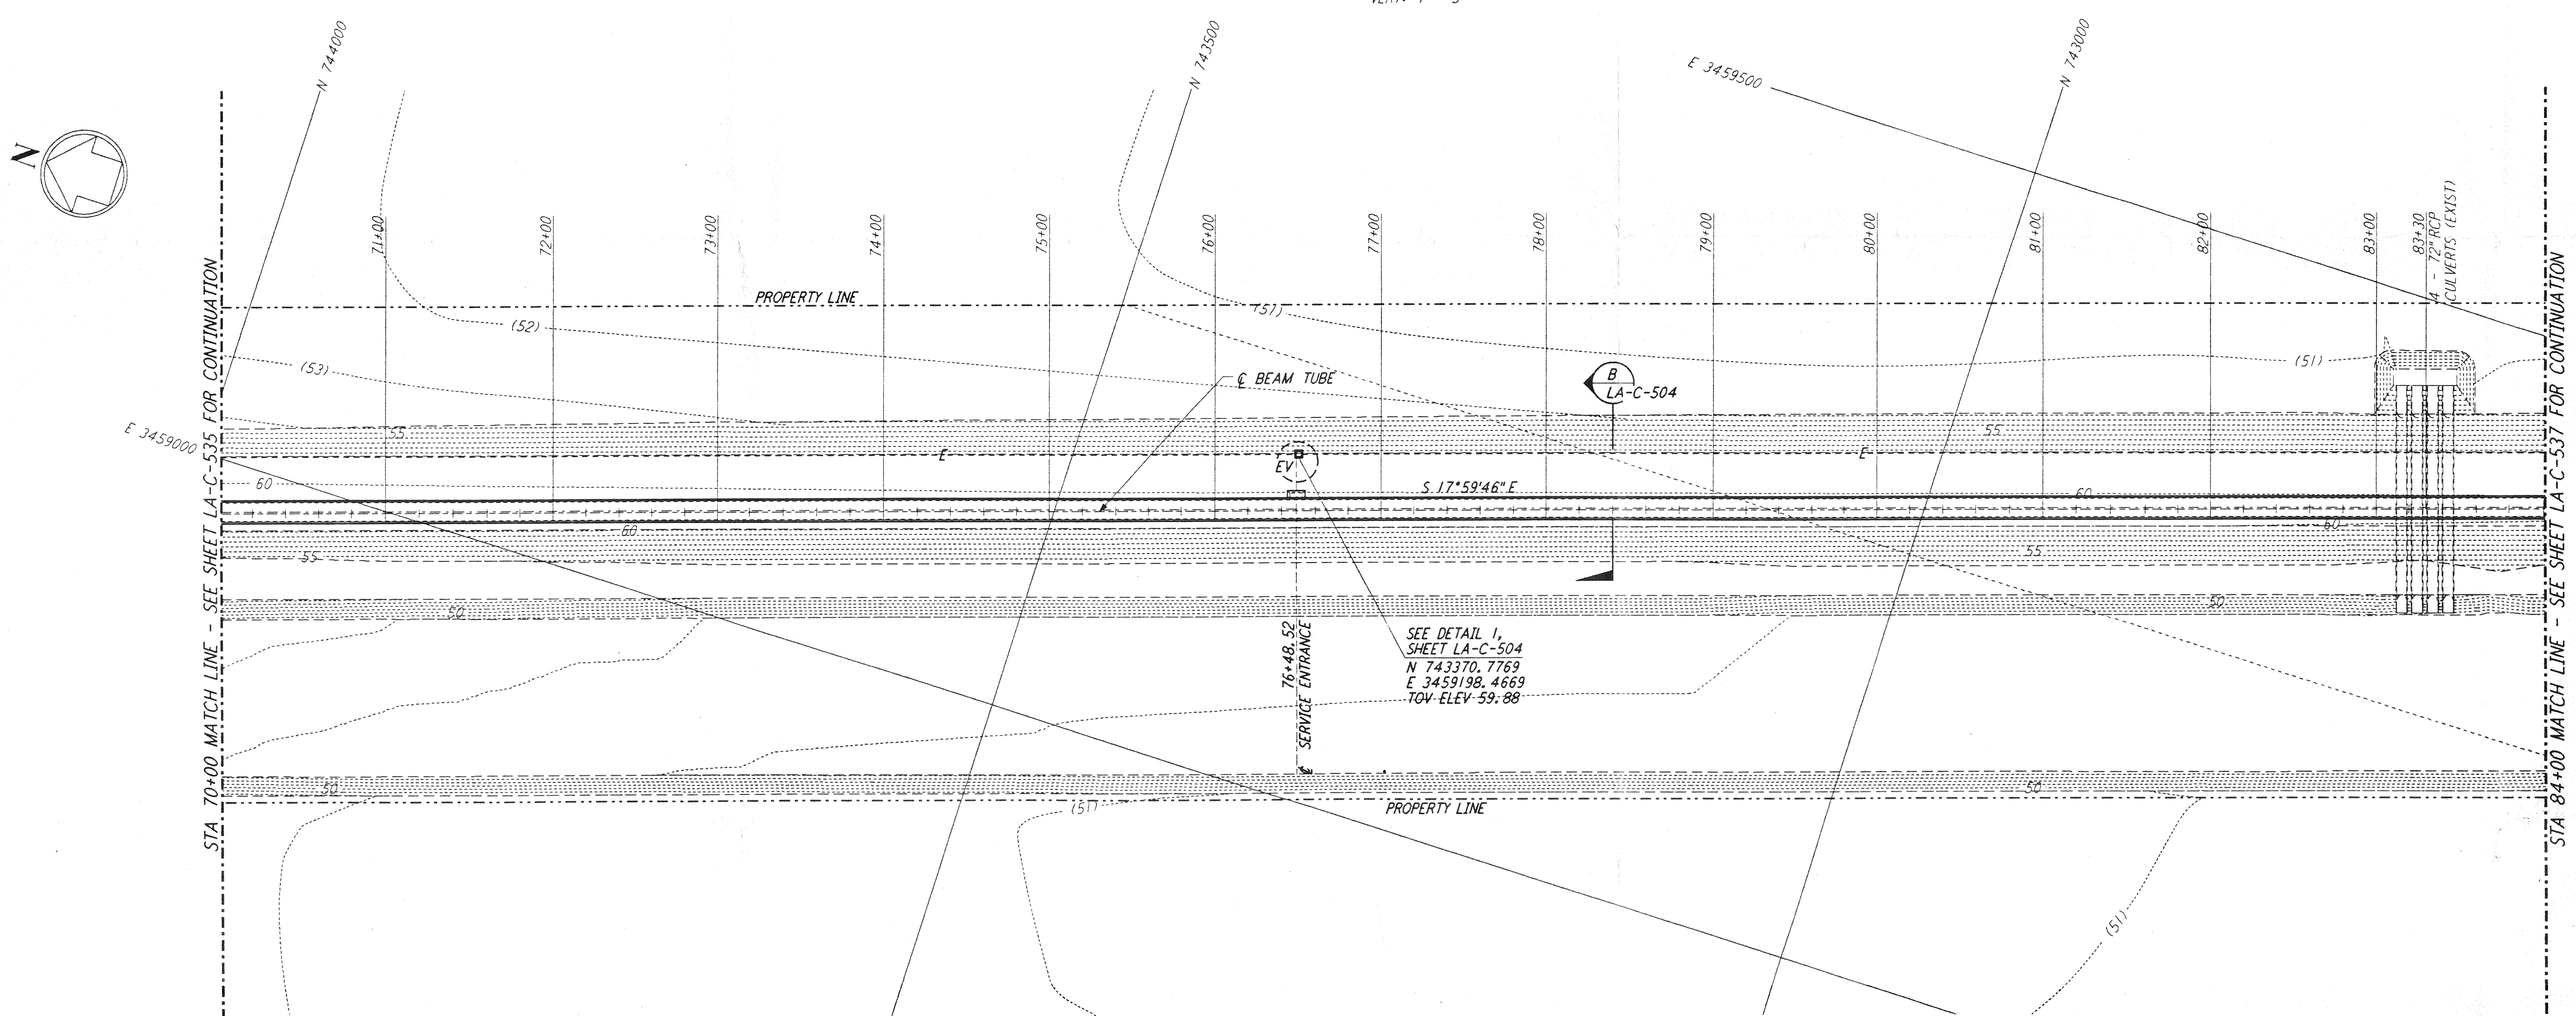 N 744000
N 743500
E 3459500
N 743000
N
71+00
72+00
73+00
74+00
75+00
76+00
77+00
78+00
79+00
80+00
81+00
82+00
83+00
83+30
4 - 72" RCP
CULVERTS (EXIST)
STA 70+00 MATCH LINE - SEE SHEET LA-C-535 FOR CONTINUATION
PROPERTY LINE
(52)
(51)
(53)
℄ BEAM TUBE
B
LA-C-504
(51)
E 3459000
55
55
E
E
EV
60
S 17°59'46" E
60
60
60
55
55
50
50
76+48.52
SERVICE ENTRANCE
℄
SEE DETAIL 1,
SHEET LA-C-504
N 743370.7769
E 3459198.4669
TOV ELEV 59.88
50
50
(51)
PROPERTY LINE
(51)
STA 84+00 MATCH LINE - SEE SHEET LA-C-537 FOR CONTINUATION